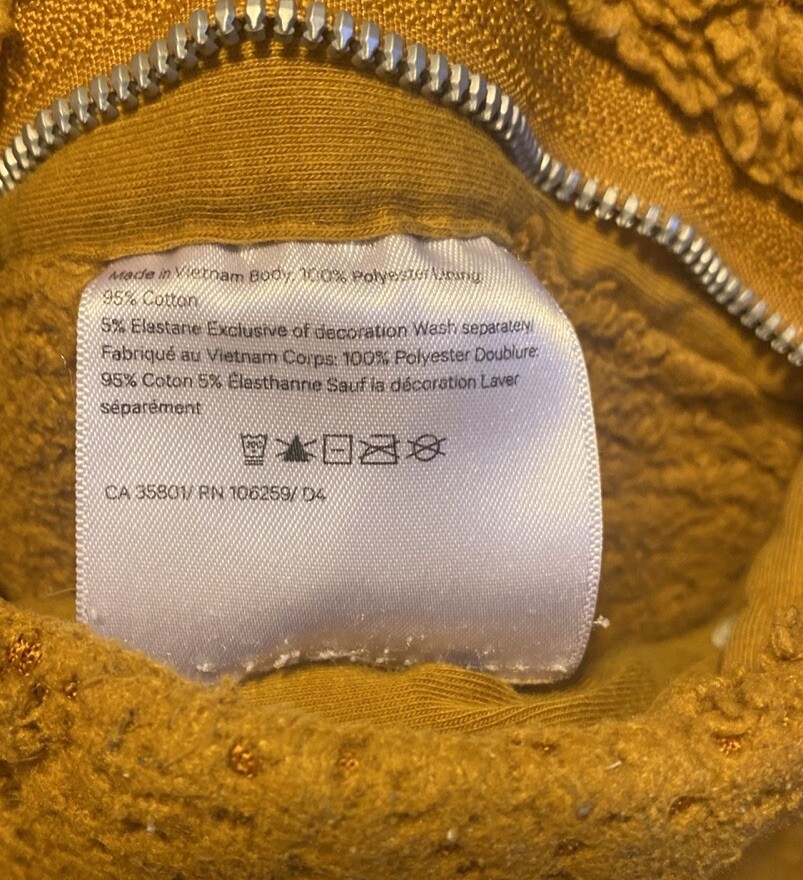 Made in Vietnam Body: 100% Polyester Lining:
95% Cotton
5% Elastane Exclusive of decoration Wash separately
Fabriqué au Vietnam Corps: 100% Polyester Doublure:
95% Coton 5% Élasthanne Sauf la décoration Laver
séparément
CA 35801/ RN 106259/ D4